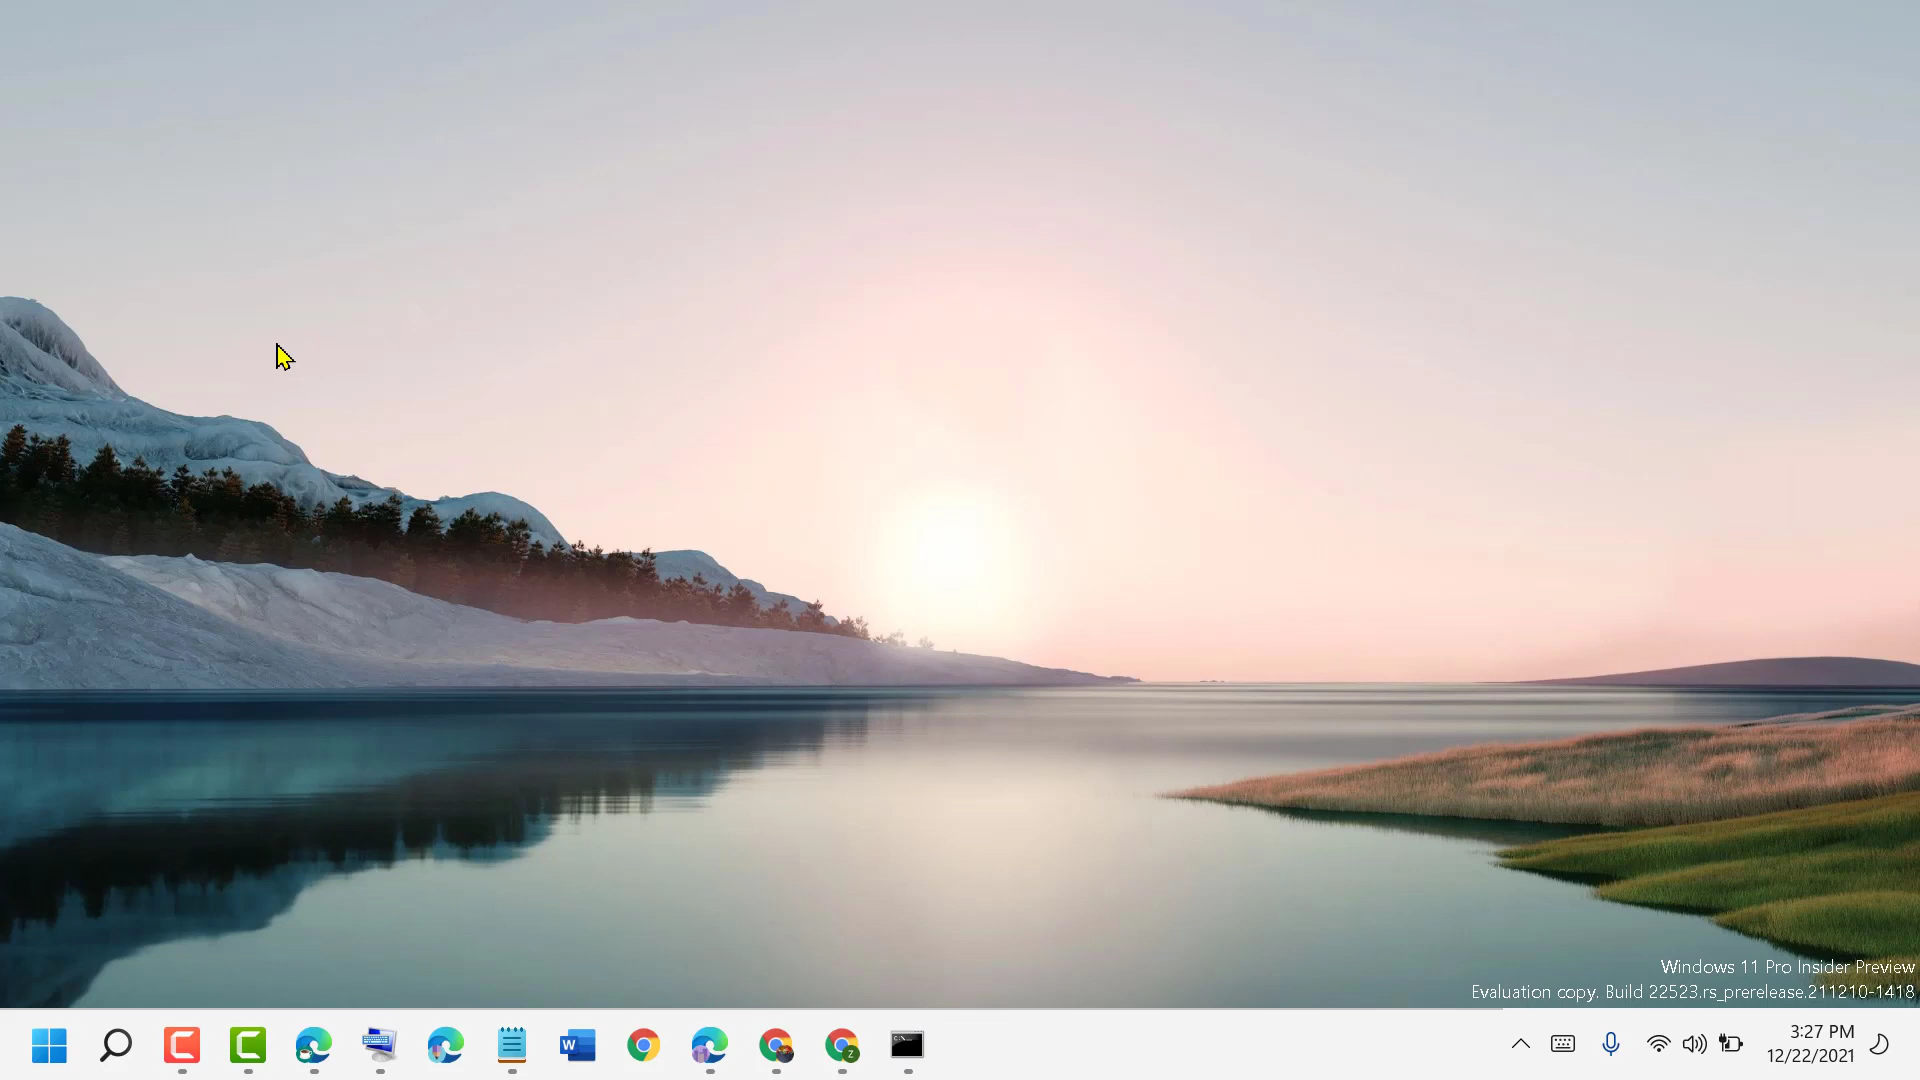 Windows 11 Pro Insider Preview
Evaluation copy. Build 22523.rs_prerelease.211210-1418
W
Z
3:27 PM
12/22/2021